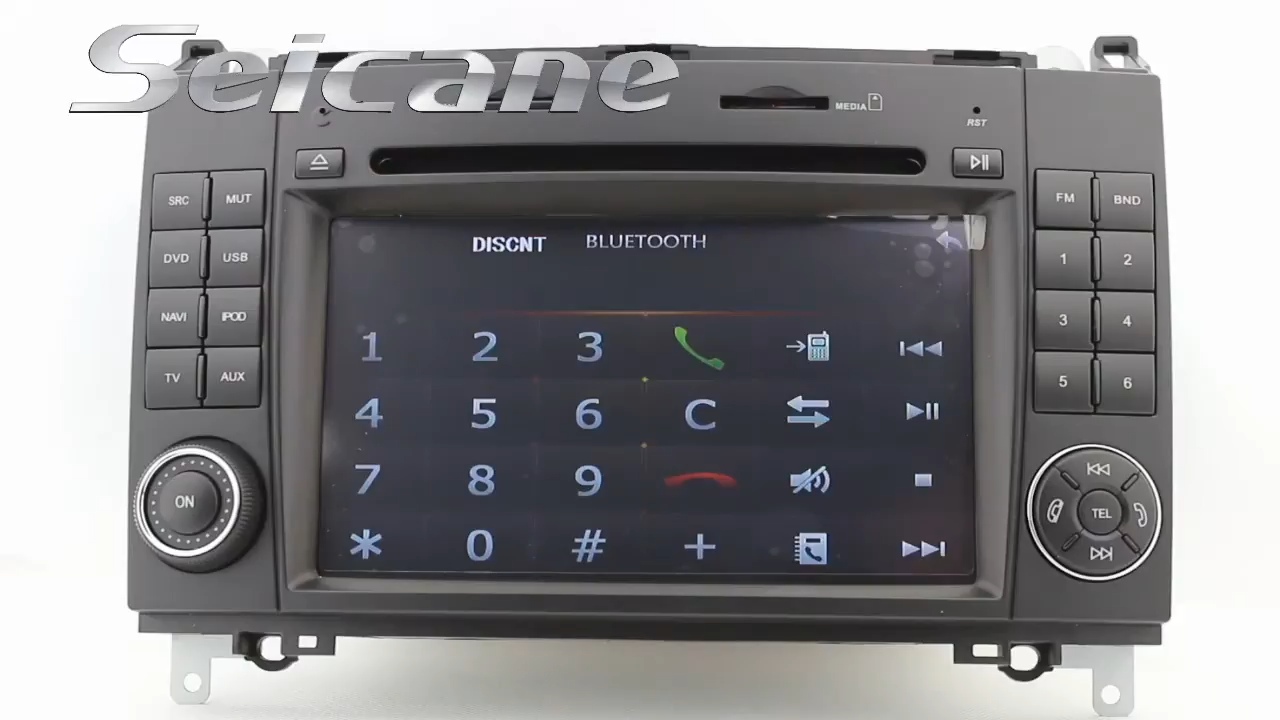 Seicane
MEDIA
RST
SRC MUT
FM BND
DISCNT BLUETOOTH
DVD USB
1 2
NAVI IPOD
3 4
TV AUX
5 6
1 2 3
4 5 6 C
7 8 9
* 0 # +
ON
TEL